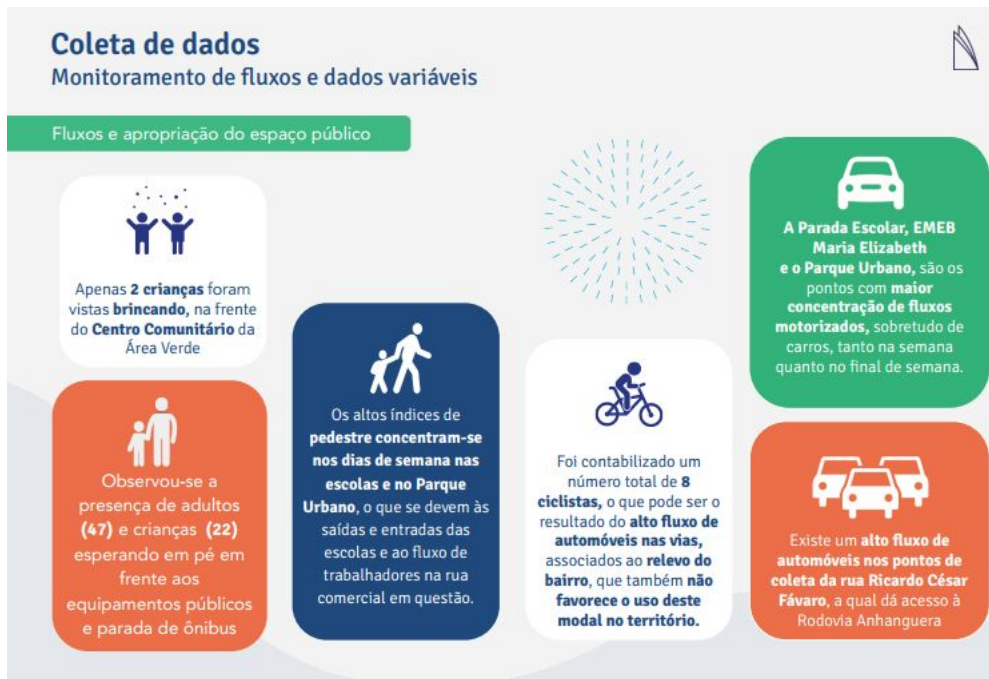 Coleta de dados
Monitoramento de fluxos e dados variáveis
Fluxos e apropriação do espaço público
Apenas 2 crianças foram
vistas brincando, na frente
do Centro Comunitário da
Área Verde
Observou-se a
presença de adultos
(47) e crianças (22)
esperando em pé em
frente aos
equipamentos públicos
e parada de ônibus
Os altos índices de
pedestre concentram-se
nos dias de semana nas
escolas e no Parque
Urbano, o que se devem às
saídas e entradas das
escolas e ao fluxo de
trabalhadores na rua
comercial em questão.
Foi contabilizado um
número total de 8
ciclistas, o que pode ser o
resultado do alto fluxo de
automóveis nas vias,
associados ao relevo do
bairro, que também não
favorece o uso deste
modal no território.
A Parada Escolar, EMEB
Maria Elizabeth
e o Parque Urbano, são os
pontos com maior
concentração de fluxos
motorizados, sobretudo de
carros, tanto na semana
quanto no final de semana.
Existe um alto fluxo de
automóveis nos pontos de
coleta da rua Ricardo César
Fávaro, a qual dá acesso à
Rodovia Anhanguera